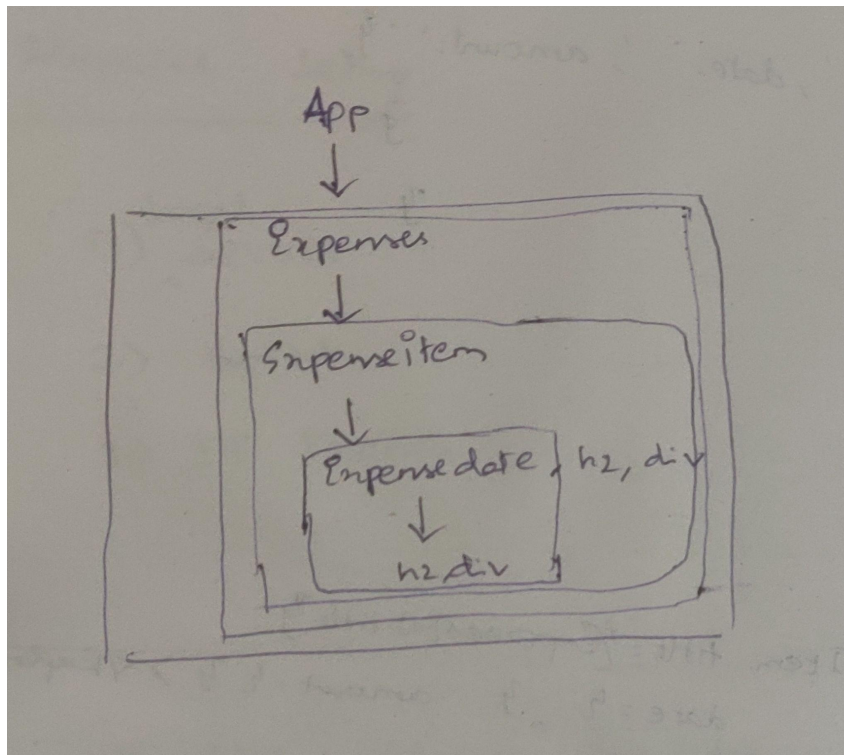 App
Expenses
Expenseitem
Expensedate, h2, div
h2, div